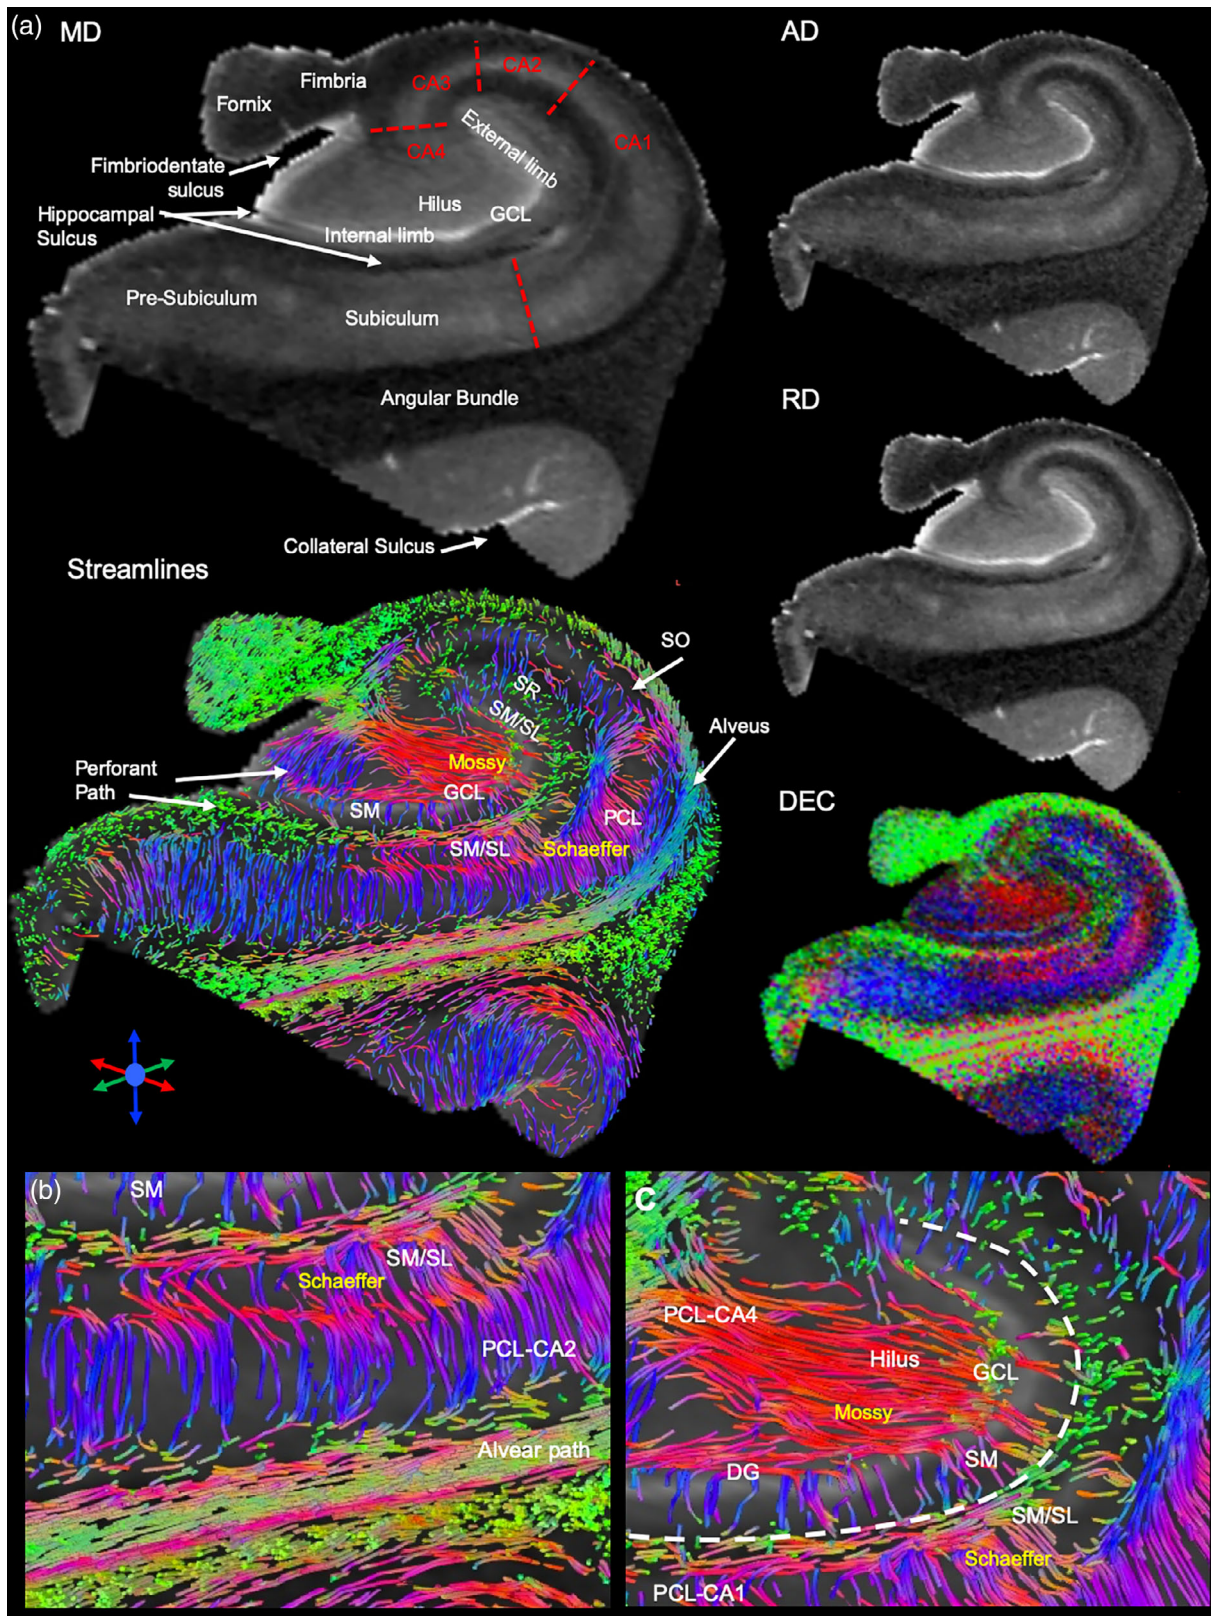 (a) MD
AD
Fimbria
Fornix
CA3
CA2
CA1
CA4
External limb
Fimbriodentate
sulcus
Hippocampal
Sulcus
Hilus
GCL
Internal limb
Pre-Subiculum
Subiculum
Angular Bundle
Collateral Sulcus
RD
Streamlines
L
SO
SR
SM/SL
Alveus
Mossy
Perforant
Path
GCL
SM
PCL
SM/SL
Schaeffer
DEC
(b)
SM
SM/SL
Schaeffer
PCL-CA2
Alvear path
C
PCL-CA4
Hilus
GCL
Mossy
DG
SM
SM/SL
Schaeffer
PCL-CA1